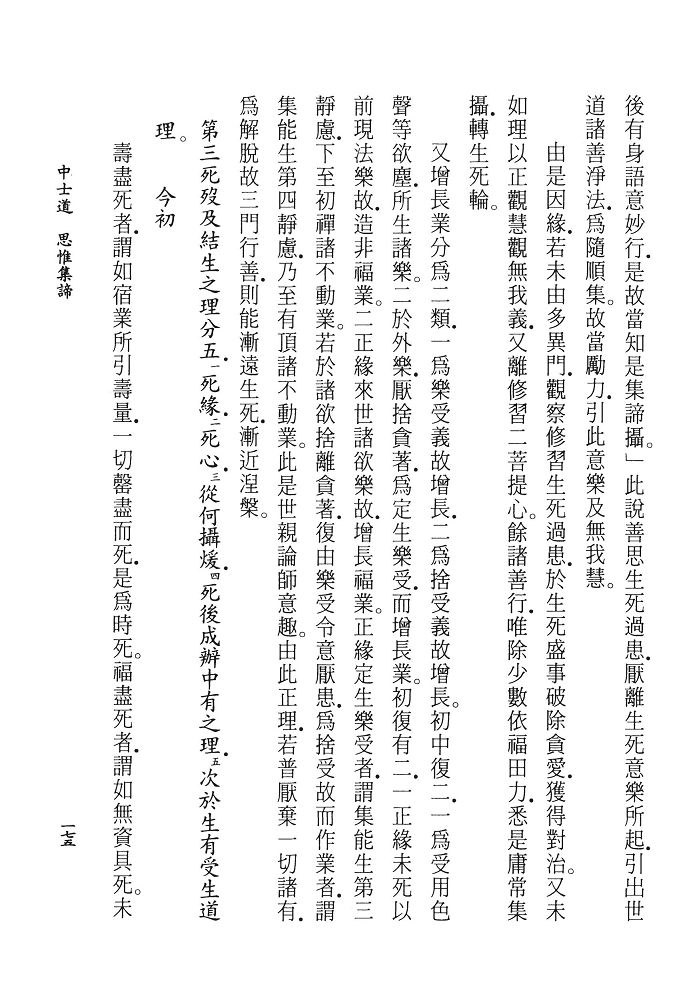 後有身語意妙行．是故當知是集諦攝。」此說善思生死過患．厭離生死意樂所起．引出世
道諸善淨法．爲隨順集。故當勵力．引此意樂及無我慧。
由是因緣．若未由多異門．觀察修習生死過患．於生死盛事破除貪愛．獲得對治。又未
如理以正觀慧觀無我義．又離修習二菩提心。餘諸善行．唯除少數依福田力．悉是庸常集
攝．轉生死輪。
又增長業分爲二類．一爲樂受義故增長．二爲捨受義故增長。初中復二．一爲受用色
聲等欲塵．所生諸樂。二於外樂．厭捨貪著．爲定生樂受．而增長業。初復有二．一正緣未死以
前現法樂故．造非福業。二正緣來世諸欲樂故．增長福業。正緣定生樂受者．謂集能生第三
靜慮．下至初禪諸不動業。若於諸欲捨離貪著．復由樂受令意厭患．爲捨受故而作業者．謂
集能生第四靜慮．乃至有頂諸不動業。此是世親論師意趣。由此正理．若普厭棄一切諸有．
爲解脫故三門行善．則能漸遠生死．漸近涅槃。
第三死歿及結生之理分五．一死緣．二死心．三從何攝煖．四死後成辦中有之理．五次於生有受生道
理。　今初
壽盡死者．謂如宿業所引壽量．一切罄盡而死．是爲時死。福盡死者．謂如無資具死。未
中士道　思惟集諦
一七五